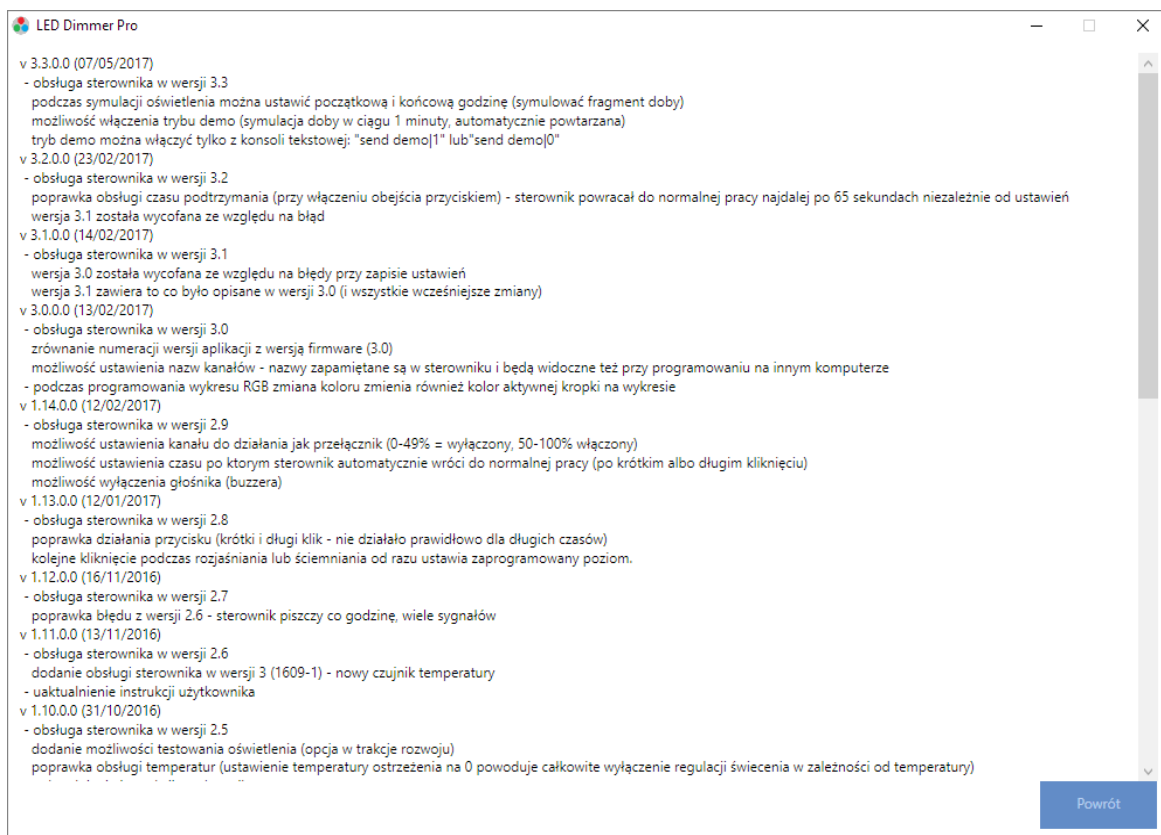 LED Dimmer Pro
v 3.3.0.0 (07/05/2017)
- obsługa sterownika w wersji 3.3
podczas symulacji oświetlenia można ustawić początkową i końcową godzinę (symulować fragment doby)
możliwość włączenia trybu demo (symulacja doby w ciągu 1 minuty, automatycznie powtarzana)
tryb demo można włączyć tylko z konsoli tekstowej: "send demo|1" lub"send demo|0"
v 3.2.0.0 (23/02/2017)
- obsługa sterownika w wersji 3.2
poprawka obsługi czasu podtrzymania (przy włączeniu obejścia przyciskiem) - sterownik powracał do normalnej pracy najdalej po 65 sekundach niezależnie od ustawień
wersja 3.1 została wycofana ze względu na błąd
v 3.1.0.0 (14/02/2017)
- obsługa sterownika w wersji 3.1
wersja 3.0 została wycofana ze względu na błędy przy zapisie ustawień
wersja 3.1 zawiera to co było opisane w wersji 3.0 (i wszystkie wcześniejsze zmiany)
v 3.0.0.0 (13/02/2017)
- obsługa sterownika w wersji 3.0
zrównanie numeracji wersji aplikacji z wersją firmware (3.0)
możliwość ustawienia nazw kanałów - nazwy zapamiętane są w sterowniku i będą widoczne też przy programowaniu na innym komputerze
- podczas programowania wykresu RGB zmiana koloru zmienia również kolor aktywnej kropki na wykresie
v 1.14.0.0 (12/02/2017)
- obsługa sterownika w wersji 2.9
możliwość ustawienia kanału do działania jak przełącznik (0-49% = wyłączony, 50-100% włączony)
możliwość ustawienia czasu po ktorym sterownik automatycznie wróci do normalnej pracy (po krótkim albo długim kliknięciu)
możliwość wyłączenia głośnika (buzzera)
v 1.13.0.0 (12/01/2017)
- obsługa sterownika w wersji 2.8
poprawka działania przycisku (krótki i długi klik - nie działało prawidłowo dla długich czasów)
kolejne kliknięcie podczas rozjaśniania lub ściemniania od razu ustawia zaprogramowany poziom.
v 1.12.0.0 (16/11/2016)
- obsługa sterownika w wersji 2.7
poprawka błędu z wersji 2.6 - sterownik piszczy co godzinę, wiele sygnałów
v 1.11.0.0 (13/11/2016)
- obsługa sterownika w wersji 2.6
dodanie obsługi sterownika w wersji 3 (1609-1) - nowy czujnik temperatury
- uaktualnienie instrukcji użytkownika
v 1.10.0.0 (31/10/2016)
- obsługa sterownika w wersji 2.5
dodanie możliwości testowania oświetlenia (opcja w trakcje rozwoju)
poprawka obsługi temperatur (ustawienie temperatury ostrzeżenia na 0 powoduje całkowite wyłączenie regulacji świecenia w zależności od temperatury)
Powrót